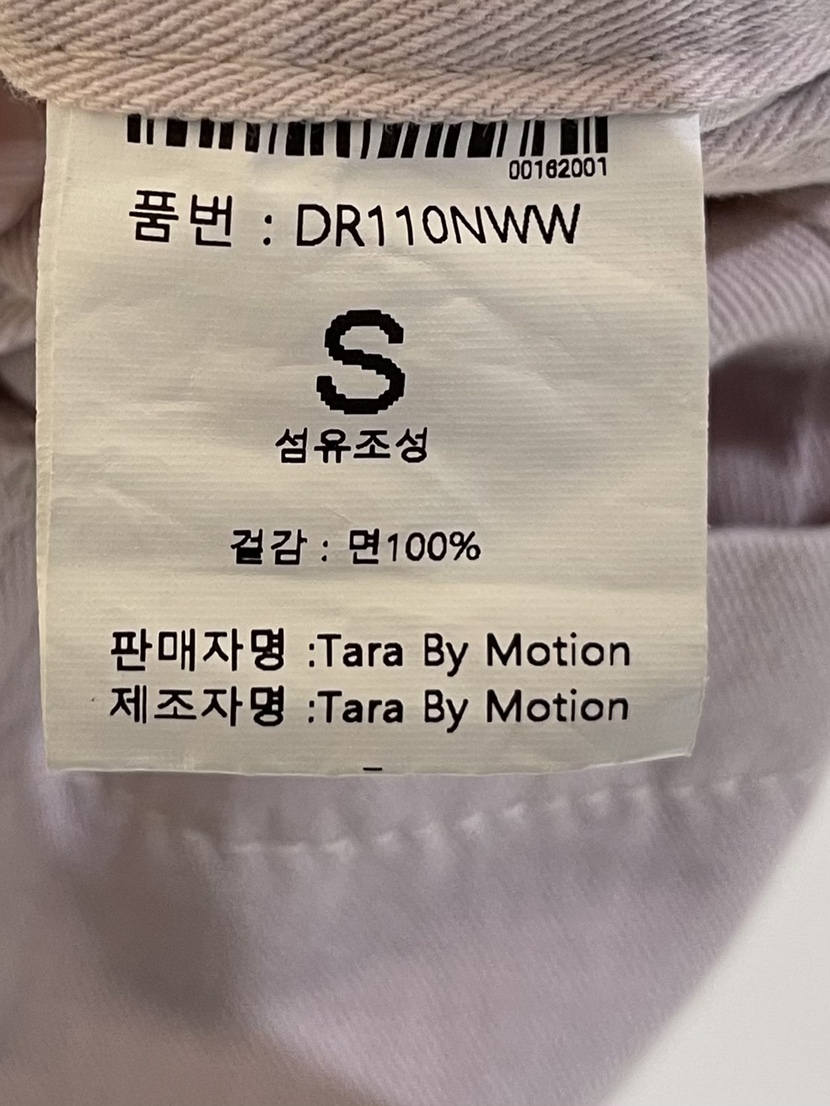 00162001
품번 : DR110NWW
S
섬유조성
겉감 : 면100%
판매자명 :Tara By Motion
제조자명 :Tara By Motion